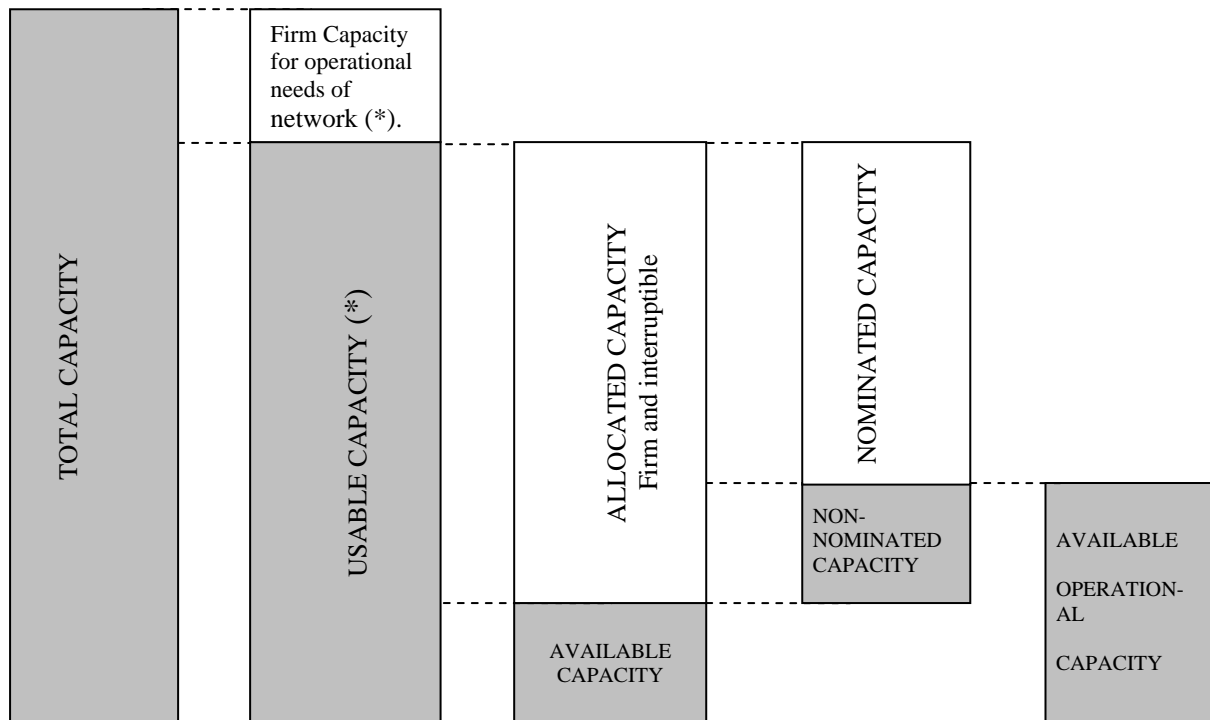 TOTAL CAPACITY
Firm Capacity
for operational
needs of
network (*).
USABLE CAPACITY (*)
ALLOCATED CAPACITY
Firm and interruptible
AVAILABLE
CAPACITY
NOMINATED CAPACITY
NON-
NOMINATED
CAPACITY
AVAILABLE
OPERATION-
AL
CAPACITY